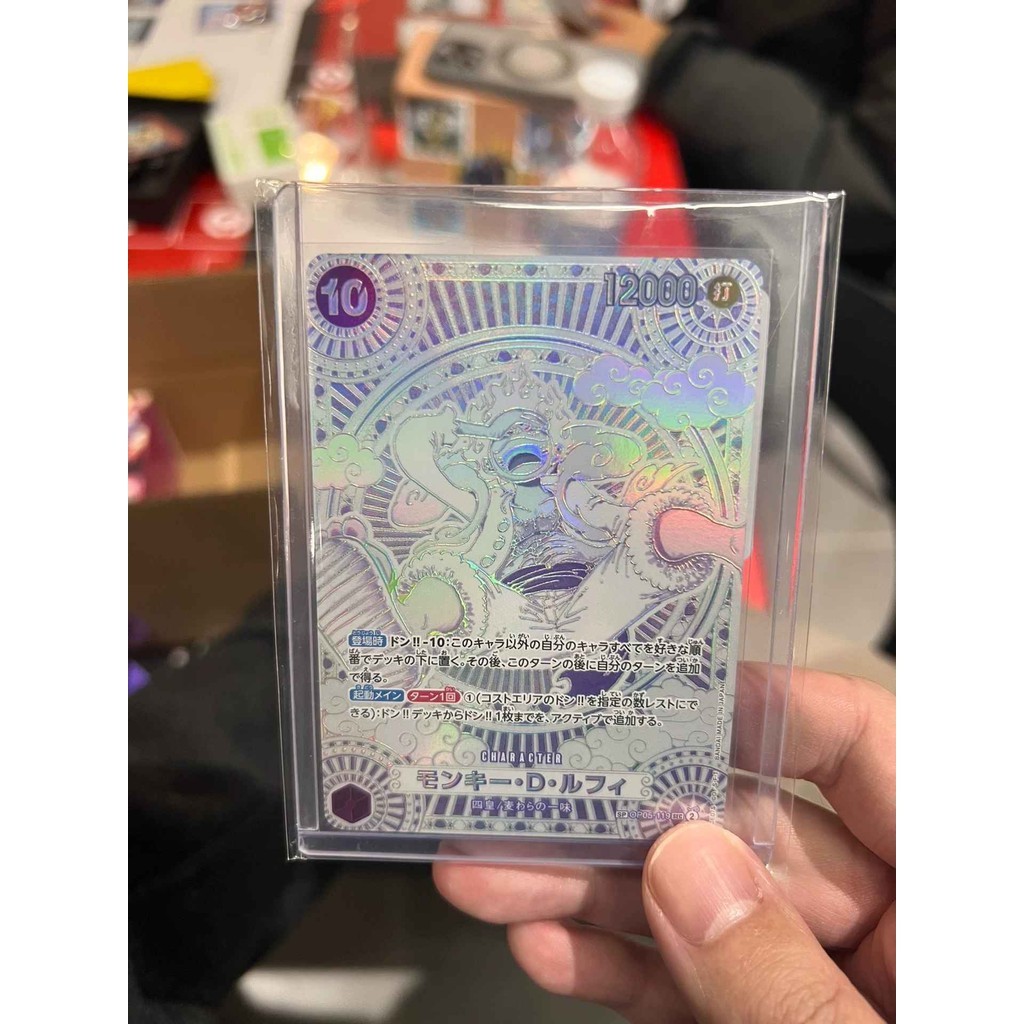 10
12000
打
登場時 ドン!!-10:このキャラ以外の自分のキャラすべてを好きな順
番でデッキの下に置く。その後、このターンの後に自分のターンを追加
で得る。
起動メイン ターン1回 ①(コストエリアのドン!!を指定の数レストにで
きる):ドン!!デッキからドン!!1枚までを、アクティブで追加する。
CHARACTER
モンキー・D・ルフィ
四皇/麦わらの一味
SP
2
MADE IN JAPAN